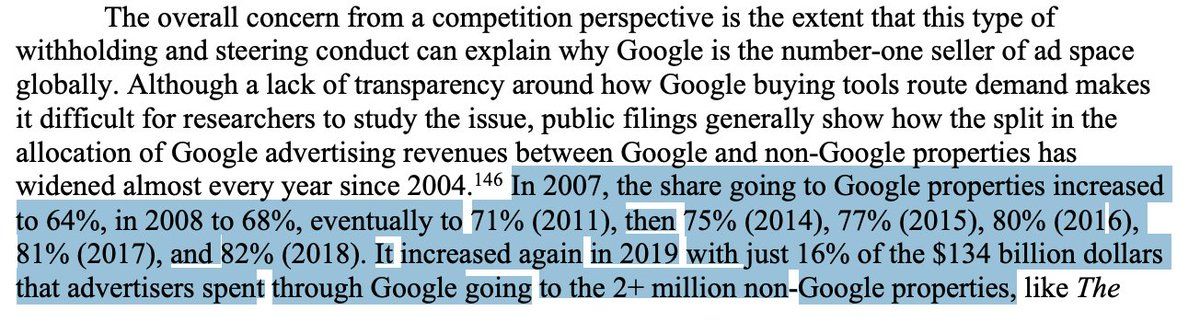 The overall concern from a competition perspective is the extent that this type of
withholding and steering conduct can explain why Google is the number-one seller of ad space
globally. Although a lack of transparency around how Google buying tools route demand makes
it difficult for researchers to study the issue, public filings generally show how the split in the
allocation of Google advertising revenues between Google and non-Google properties has
widened almost every year since 2004.146 In 2007, the share going to Google properties increased
to 64%, in 2008 to 68%, eventually to 71% (2011), then 75% (2014), 77% (2015), 80% (2016),
81% (2017), and 82% (2018). It increased again in 2019 with just 16% of the $134 billion dollars
that advertisers spent through Google going to the 2+ million non-Google properties, like The